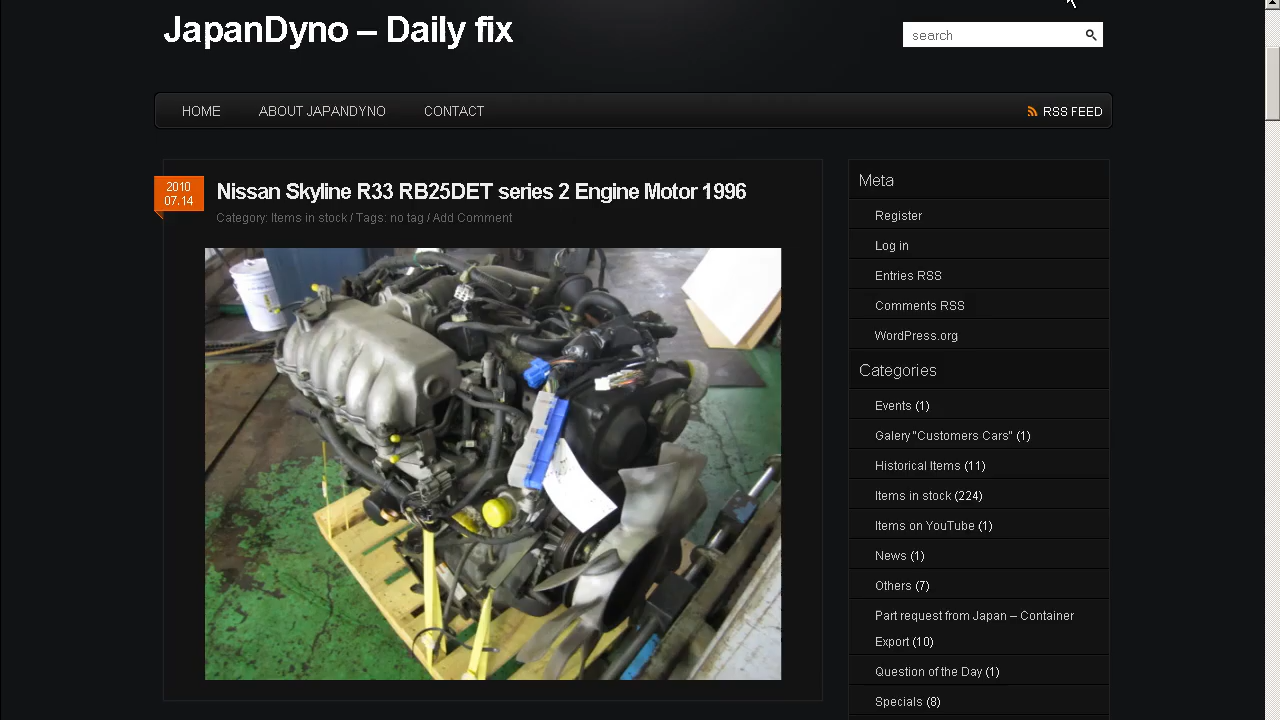 JapanDyno – Daily fix
search
HOME
ABOUT JAPANDYNO
CONTACT
RSS FEED
2010
07.14
Nissan Skyline R33 RB25DET series 2 Engine Motor 1996
Category: Items in stock / Tags: no tag / Add Comment
Meta
Register
Log in
Entries RSS
Comments RSS
WordPress.org
Categories
Events (1)
Galery "Customers Cars" (1)
Historical Items (11)
Items in stock (224)
Items on YouTube (1)
News (1)
Others (7)
Part request from Japan – Container
Export (10)
Question of the Day (1)
Specials (8)